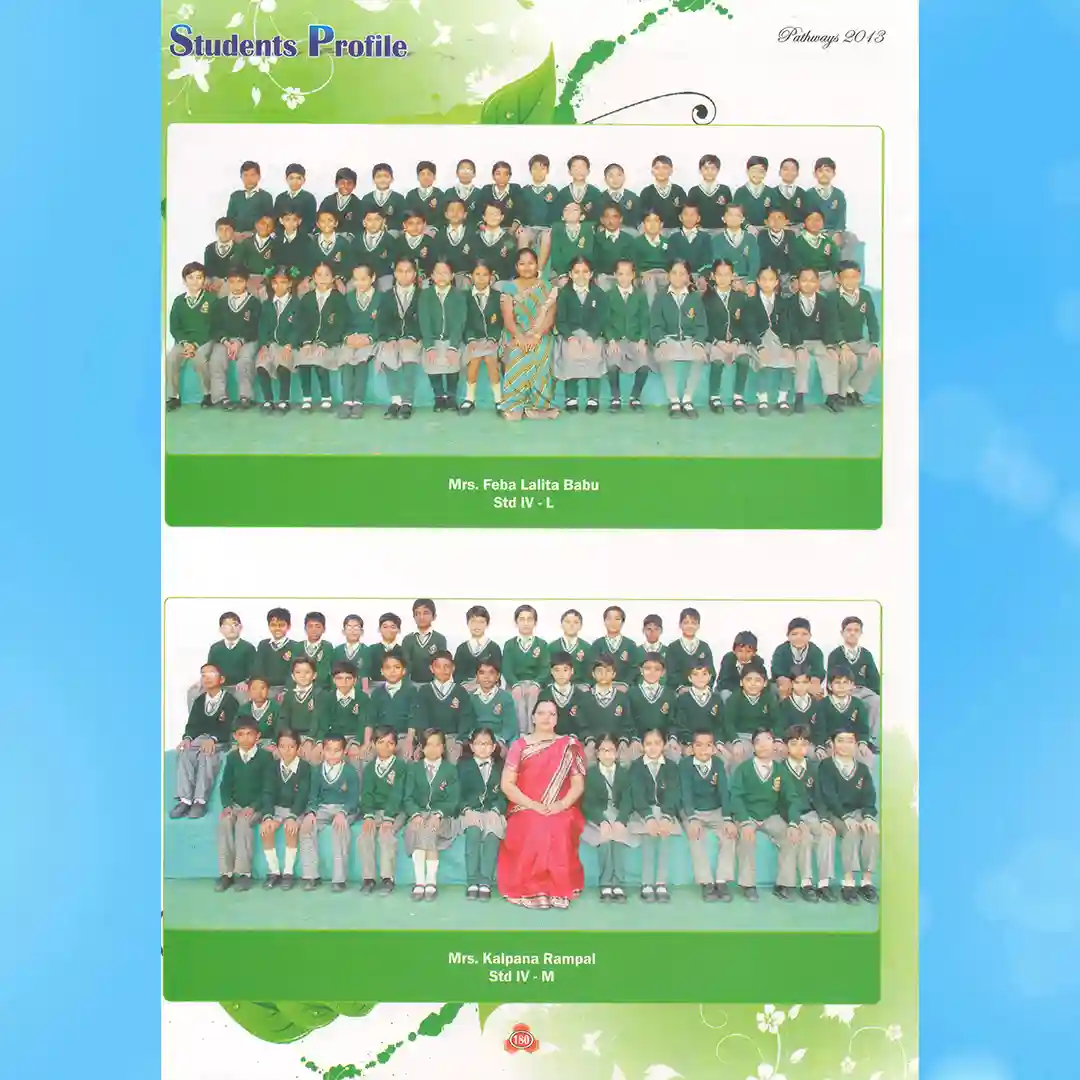 Students Profile
Pathways 2013
Mrs. Feba Lalita Babu
Std IV - L
Mrs. Kalpana Rampal
Std IV - M
180